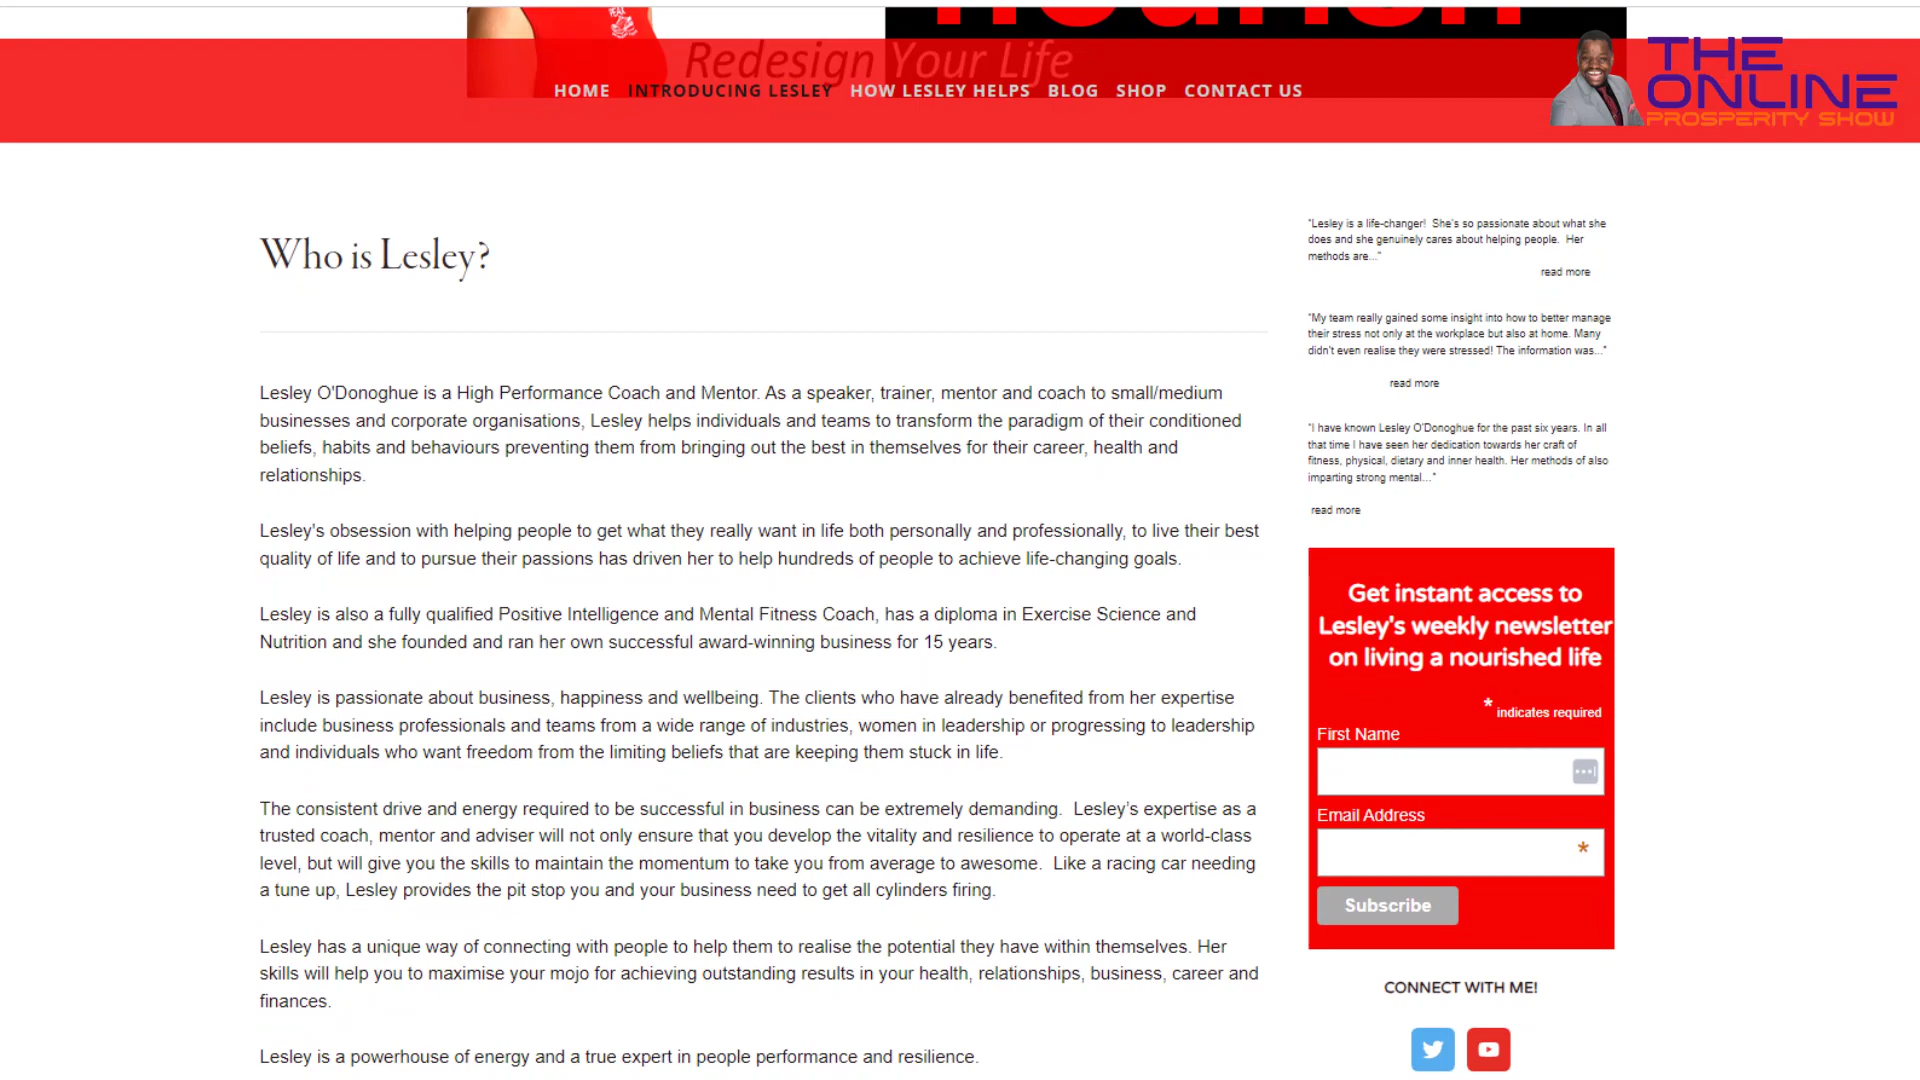 Redesign Your Life
HOME INTRODUCING LESLEY HOW LESLEY HELPS BLOG SHOP CONTACT US
THE
ONLINE
PROSPERITY SHOW
Who is Lesley?
Lesley O'Donoghue is a High Performance Coach and Mentor. As a speaker, trainer, mentor and coach to small/medium
businesses and corporate organisations, Lesley helps individuals and teams to transform the paradigm of their conditioned
beliefs, habits and behaviours preventing them from bringing out the best in themselves for their career, health and
relationships.
Lesley's obsession with helping people to get what they really want in life both personally and professionally, to live their best
quality of life and to pursue their passions has driven her to help hundreds of people to achieve life-changing goals.
Lesley is also a fully qualified Positive Intelligence and Mental Fitness Coach, has a diploma in Exercise Science and
Nutrition and she founded and ran her own successful award-winning business for 15 years.
Lesley is passionate about business, happiness and wellbeing. The clients who have already benefited from her expertise
include business professionals and teams from a wide range of industries, women in leadership or progressing to leadership
and individuals who want freedom from the limiting beliefs that are keeping them stuck in life.
The consistent drive and energy required to be successful in business can be extremely demanding.  Lesley's expertise as a
trusted coach, mentor and adviser will not only ensure that you develop the vitality and resilience to operate at a world-class
level, but will give you the skills to maintain the momentum to take you from average to awesome.  Like a racing car needing
a tune up, Lesley provides the pit stop you and your business need to get all cylinders firing.
Lesley has a unique way of connecting with people to help them to realise the potential they have within themselves. Her
skills will help you to maximise your mojo for achieving outstanding results in your health, relationships, business, career and
finances.
Lesley is a powerhouse of energy and a true expert in people performance and resilience.
"Lesley is a life-changer!  She's so passionate about what she
does and she genuinely cares about helping people.  Her
methods are..."
read more
"My team really gained some insight into how to better manage
their stress not only at the workplace but also at home. Many
didn't even realise they were stressed! The information was..."
read more
"I have known Lesley O'Donoghue for the past six years. In all
that time I have seen her dedication towards her craft of
fitness, physical, dietary and inner health. Her methods of also
imparting strong mental..."
read more
Get instant access to
Lesley's weekly newsletter
on living a nourished life
* indicates required
First Name
Email Address
*
Subscribe
CONNECT WITH ME!